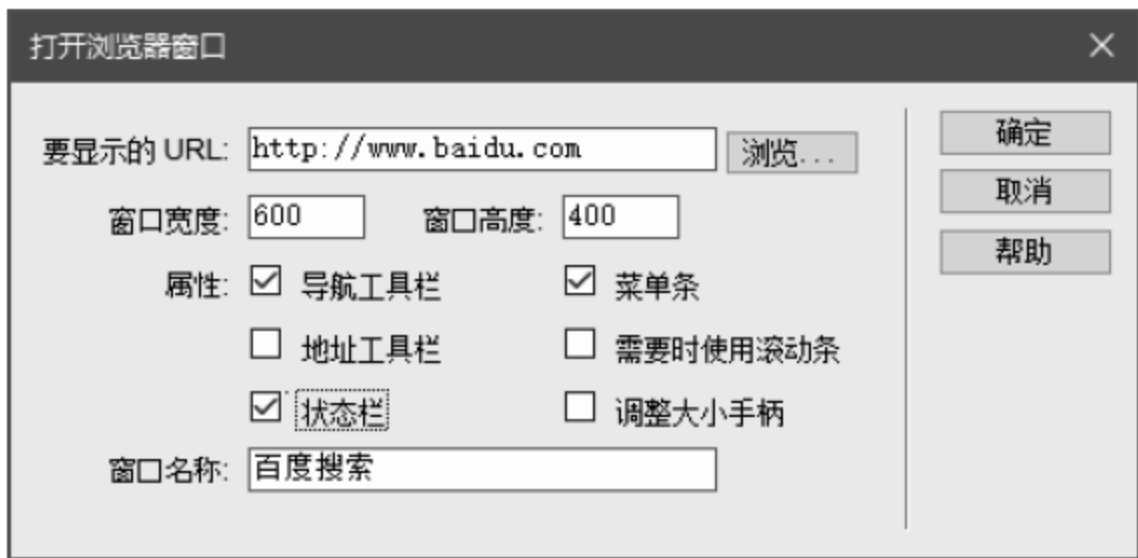 打开浏览器窗口
要显示的 URL: http://www.baidu.com 浏览... 确定
窗口宽度: 600 窗口高度: 400 取消
属性: 导航工具栏 菜单条 帮助
地址工具栏 需要时使用滚动条
状态栏 调整大小手柄
窗口名称: 百度搜索